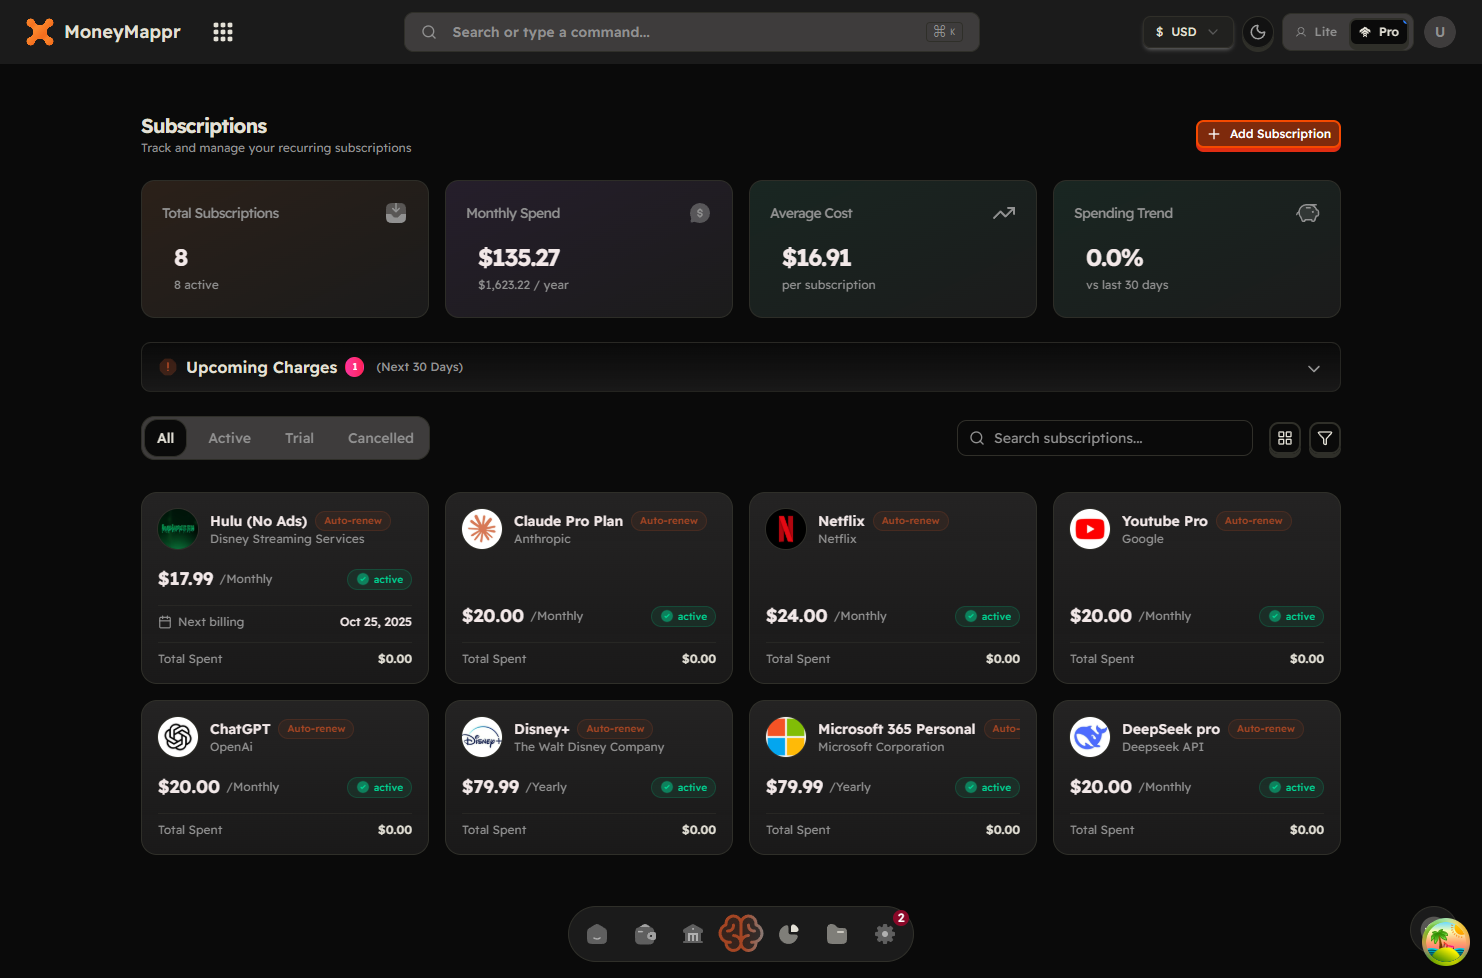 MoneyMappr
Search or type a command...
⌘ K
$ USD
Lite
Pro
U
Subscriptions
Track and manage your recurring subscriptions
+ Add Subscription
Total Subscriptions
8
8 active
Monthly Spend
$
$135.27
$1,623.22 / year
Average Cost
$16.91
per subscription
Spending Trend
0.0%
vs last 30 days
Upcoming Charges 1 (Next 30 Days)
All Active Trial Cancelled
Search subscriptions...
Hulu (No Ads) Auto-renew
Disney Streaming Services
$17.99 /Monthly active
Next billing Oct 25, 2025
Total Spent $0.00
Claude Pro Plan Auto-renew
Anthropic
$20.00 /Monthly active
Total Spent $0.00
N
Netflix Auto-renew
Netflix
$24.00 /Monthly active
Total Spent $0.00
Youtube Pro Auto-renew
Google
$20.00 /Monthly active
Total Spent $0.00
ChatGPT Auto-renew
OpenAi
$20.00 /Monthly active
Total Spent $0.00
Disney+
Disney+ Auto-renew
The Walt Disney Company
$79.99 /Yearly active
Total Spent $0.00
Microsoft 365 Personal Auto-
Microsoft Corporation
$79.99 /Yearly active
Total Spent $0.00
DeepSeek pro Auto-renew
Deepseek API
$20.00 /Monthly active
Total Spent $0.00
2